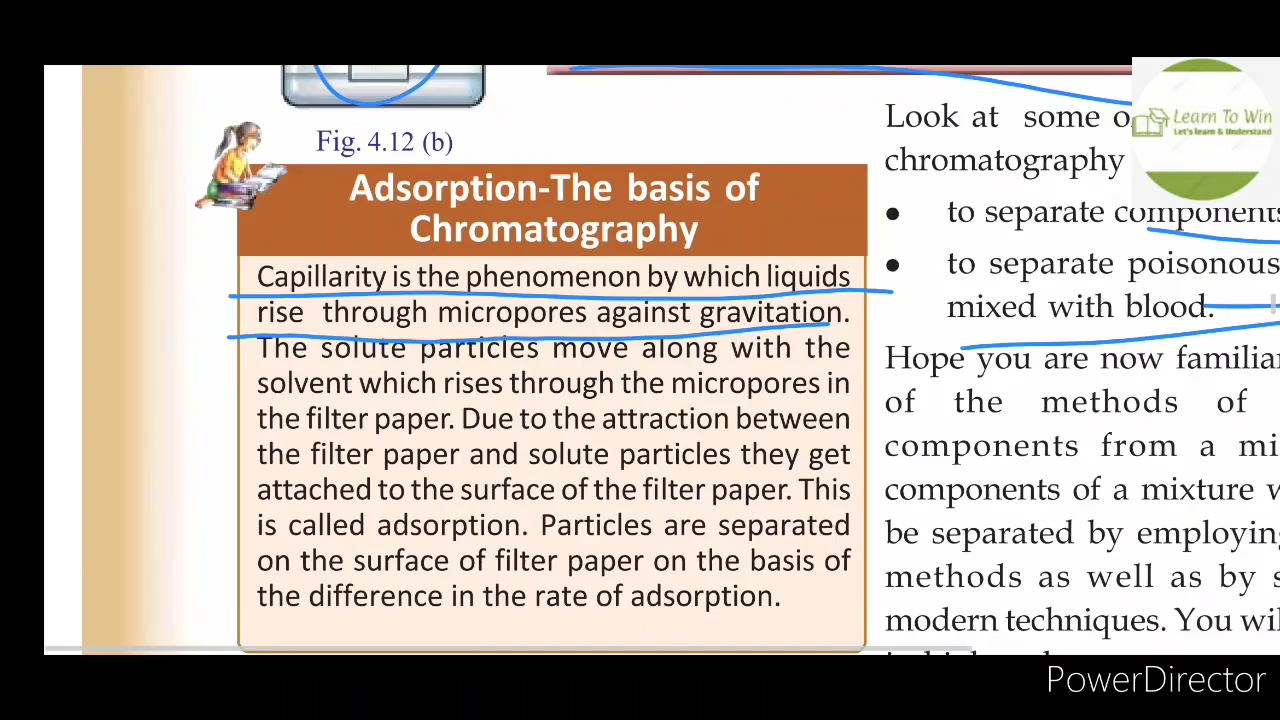 Fig. 4.12 (b)
Adsorption-The basis of
Chromatography
Capillarity is the phenomenon by which liquids
rise through micropores against gravitation.
The solute particles move along with the
solvent which rises through the micropores in
the filter paper. Due to the attraction between
the filter paper and solute particles they get
attached to the surface of the filter paper. This
is called adsorption. Particles are separated
on the surface of filter paper on the basis of
the difference in the rate of adsorption.
Look at some
chromatography
• to separate components
• to separate poisonous
mixed with blood.
Hope you are now
of the methods of
components from a
components of a mixture
be separated by
methods as well as by
modern techniques. You
Learn To Win
Let's learn & Understand
PowerDirector